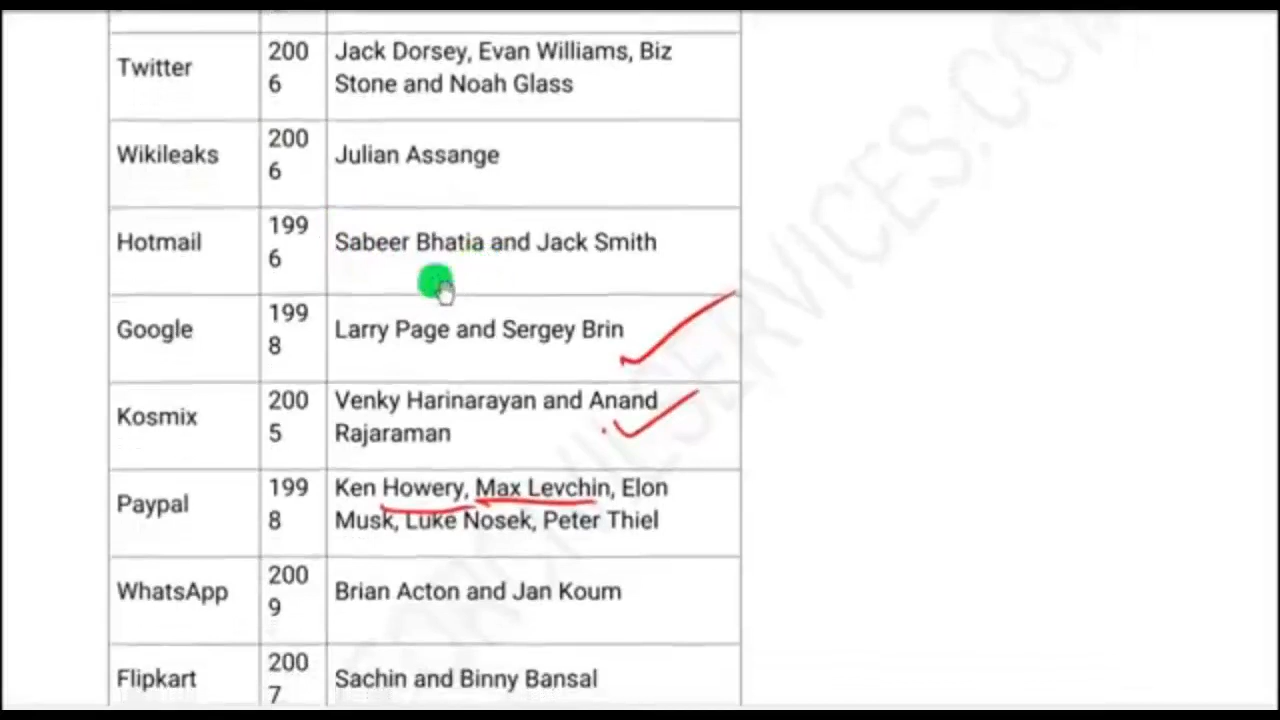 Twitter
200
6
Jack Dorsey, Evan Williams, Biz
Stone and Noah Glass
Wikileaks
200
6
Julian Assange
Hotmail
199
6
Sabeer Bhatia and Jack Smith
Google
199
8
Larry Page and Sergey Brin
Kosmix
200
5
Venky Harinarayan and Anand
Rajaraman
Paypal
199
8
Ken Howery, Max Levchin, Elon
Musk, Luke Nosek, Peter Thiel
WhatsApp
200
9
Brian Acton and Jan Koum
Flipkart
200
7
Sachin and Binny Bansal